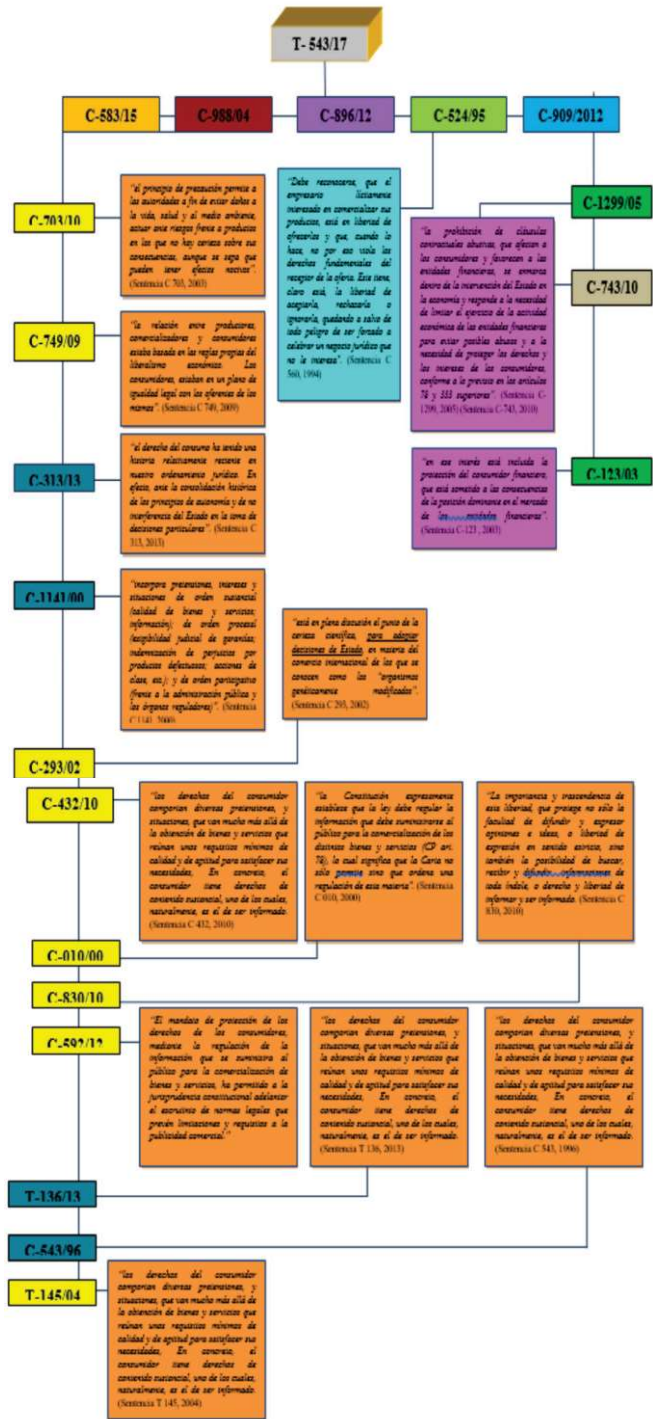 T- 543/17
C-583/15
C-988/04
C-896/12
C-524/95
C-909/2012
C-703/10
"el principio de precaución permite a
las autoridades a fin de evitar daños a
la vida, salud y al medio ambiente,
actuar ante riesgos frente a productos
en los que no hay certeza sobre sus
consecuencias, aunque se sepa que
pueden tener efectos nocivos".
(Sentencia C 703, 2003)
"Debe reconocerse, que el
empresario lícitamente
interesado en comercializar sus
productos, está en libertad de
ofrecerlos y que, cuando lo
hace, no por eso viola los
derechos fundamentales del
receptor de la oferta. Este tiene,
claro está, la libertad de
aceptarla, rechazarla o
ignorarla, quedando a salvo de
todo peligro de ser forzado a
celebrar un negocio jurídico que
no le interesa". (Sentencia C
560, 1994)
C-1299/05
"la prohibición de cláusulas
contractuales abusivas, que afectan a
los consumidores y favorecen a las
entidades financieras, se enmarca
dentro de la intervención del Estado en
la economía y responde a la necesidad
de limitar el ejercicio de la actividad
económica de las entidades financieras
para evitar posibles abusos y a la
necesidad de proteger los derechos y
los intereses de los consumidores,
conforme a lo previsto en los artículos
78 y 333 superiores". (Sentencia C-
1299, 2005) (Sentencia C-743, 2010)
C-743/10
C-749/09
"la relación entre productores,
comercializadores y consumidores
estaba basada en las reglas propias del
liberalismo económico. Los
consumidores, estaban en un plano de
igualdad legal con los oferentes de los
mismos". (Sentencia C 749, 2009)
C-313/13
"el derecho del consumo ha tenido una
historia relativamente reciente en
nuestro ordenamiento jurídico. En
efecto, ante la consolidación histórica
de los principios de autonomía y de no
interferencia del Estado en la toma de
decisiones particulares". (Sentencia C
313, 2013)
"en ese interés está incluida la
protección del consumidor financiero,
que está sometido a las consecuencias
de la posición dominante en el mercado
de las entidades financieras".
(Sentencia C-123 , 2003)
C-123/03
C-1141/00
"incorpora pretensiones, intereses y
situaciones de orden sustancial
(calidad de bienes y servicios;
información); de orden procesal
(exigibilidad judicial de garantías;
indemnización de perjuicios por
productos defectuosos; acciones de
clase, etc.); y de orden participativo
(frente a la administración pública y
los órganos reguladores)". (Sentencia
C 1141, 2000)
"está en plena discusión el punto de la
certeza científica, para adoptar
decisiones de Estado, en materia del
comercio internacional de los que se
conocen como los "organismos
genéticamente modificados".
(Sentencia C 293, 2002)
C-293/02
C-432/10
"los derechos del consumidor
comportan diversas pretensiones, y
situaciones, que van mucho más allá de
la obtención de bienes y servicios que
reúnan unos requisitos mínimos de
calidad y de aptitud para satisfacer sus
necesidades, En concreto, el
consumidor tiene derechos de
contenido sustancial, uno de los cuales,
naturalmente, es el de ser informado.
(Sentencia C 432, 2010)
"la Constitución expresamente
establece que la ley debe regular la
información que debe suministrarse al
público para la comercialización de los
distintos bienes y servicios (CP art.
78), lo cual significa que la Carta no
sólo permite sino que ordena una
regulación de esta materia". (Sentencia
C 010, 2000)
"La importancia y trascendencia de
esta libertad, que protege no sólo la
facultad de difundir y expresar
opiniones e ideas, o libertad de
expresión en sentido estricto, sino
también la posibilidad de buscar,
recibir y difundir informaciones de
toda índole, o derecho y libertad de
informar y ser informado. (Sentencia C
830, 2010)
C-010/00
C-830/10
C-592/12
"El mandato de protección de los
derechos de los consumidores,
mediante la regulación de la
información que se suministra al
público para la comercialización de
bienes y servicios, ha permitido a la
jurisprudencia constitucional adelantar
el escrutinio de normas legales que
prevén limitaciones y requisitos a la
publicidad comercial."
"los derechos del consumidor
comportan diversas pretensiones, y
situaciones, que van mucho más allá de
la obtención de bienes y servicios que
reúnan unos requisitos mínimos de
calidad y de aptitud para satisfacer sus
necesidades, En concreto, el
consumidor tiene derechos de
contenido sustancial, uno de los cuales,
naturalmente, es el de ser informado.
(Sentencia T 136, 2013)
"los derechos del consumidor
comportan diversas pretensiones, y
situaciones, que van mucho más allá de
la obtención de bienes y servicios que
reúnan unos requisitos mínimos de
calidad y de aptitud para satisfacer sus
necesidades, En concreto, el
consumidor tiene derechos de
contenido sustancial, uno de los cuales,
naturalmente, es el de ser informado.
(Sentencia C 543, 1996)
T-136/13
C-543/96
T-145/04
"los derechos del consumidor
comportan diversas pretensiones, y
situaciones, que van mucho más allá de
la obtención de bienes y servicios que
reúnan unos requisitos mínimos de
calidad y de aptitud para satisfacer sus
necesidades, En concreto, el
consumidor tiene derechos de
contenido sustancial, uno de los cuales,
naturalmente, es el de ser informado.
(Sentencia T 145, 2004)